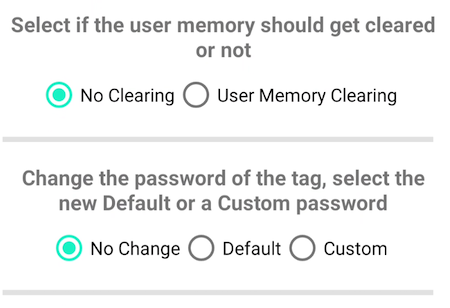 Select if the user memory should get cleared
or not
No Clearing User Memory Clearing
Change the password of the tag, select the
new Default or a Custom password
No Change Default Custom